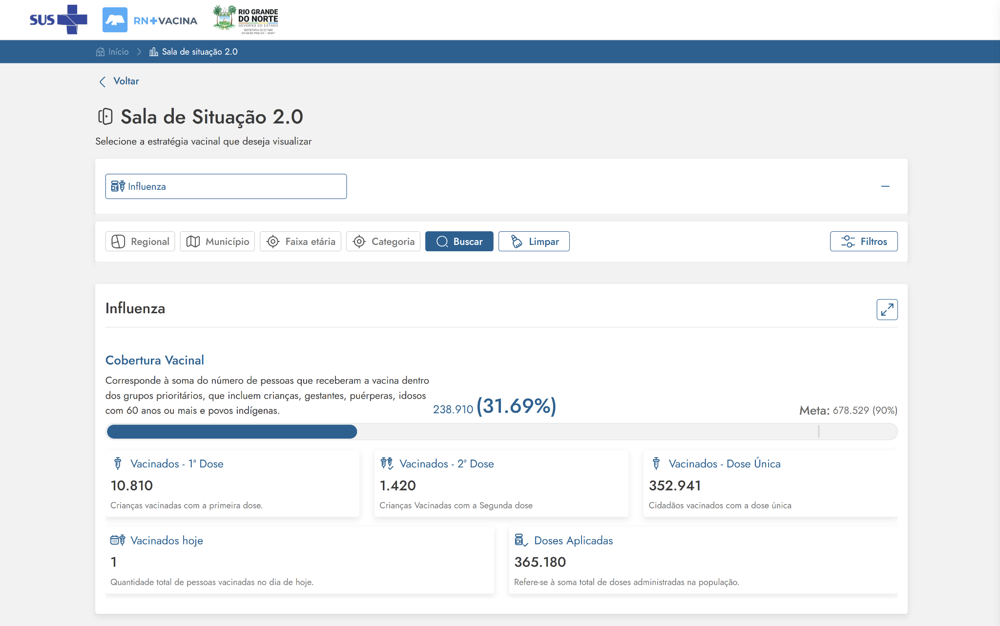 SUS
RN+VACINA
RIO GRANDE
DO NORTE
GOVERNO DO ESTADO
SECRETARIA DE ESTADO
DA SAÚDE PÚBLICA – SESAP
Início
Sala de situação 2.0
Voltar
Sala de Situação 2.0
Selecione a estratégia vacinal que deseja visualizar
Influenza
Regional
Município
Faixa etária
Categoria
Buscar
Limpar
Filtros
Influenza
Cobertura Vacinal
Corresponde à soma do número de pessoas que receberam a vacina dentro
dos grupos prioritários, que incluem crianças, gestantes, puérperas, idosos
com 60 anos ou mais e povos indígenas.
238.910 (31.69%)
Meta: 678.529 (90%)
Vacinados - 1ª Dose
10.810
Crianças vacinadas com a primeira dose.
Vacinados - 2ª Dose
1.420
Crianças Vacinadas com a Segunda dose
Vacinados - Dose Única
352.941
Cidadãos vacinados com a dose única
Vacinados hoje
1
Quantidade total de pessoas vacinadas no dia de hoje.
Doses Aplicadas
365.180
Refere-se à soma total de doses administradas na população.